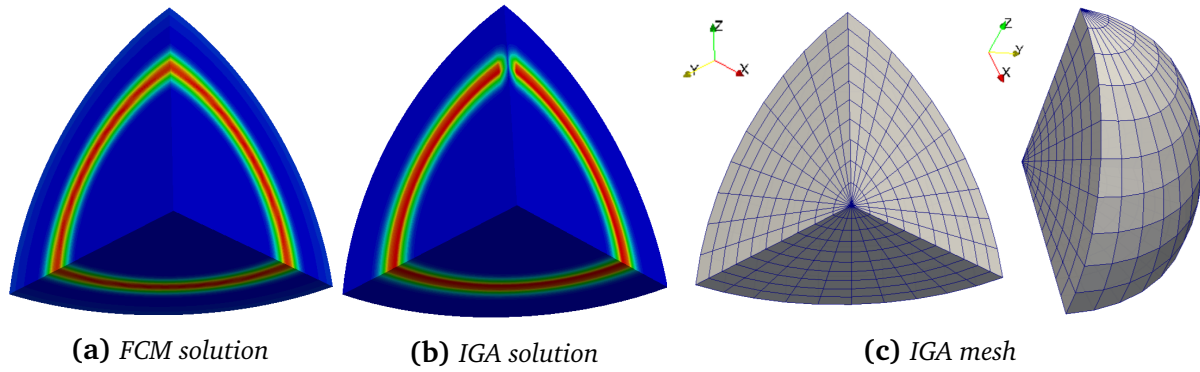 Z
Y
X
Z
Y
X
(a) FCM solution
(b) IGA solution
(c) IGA mesh